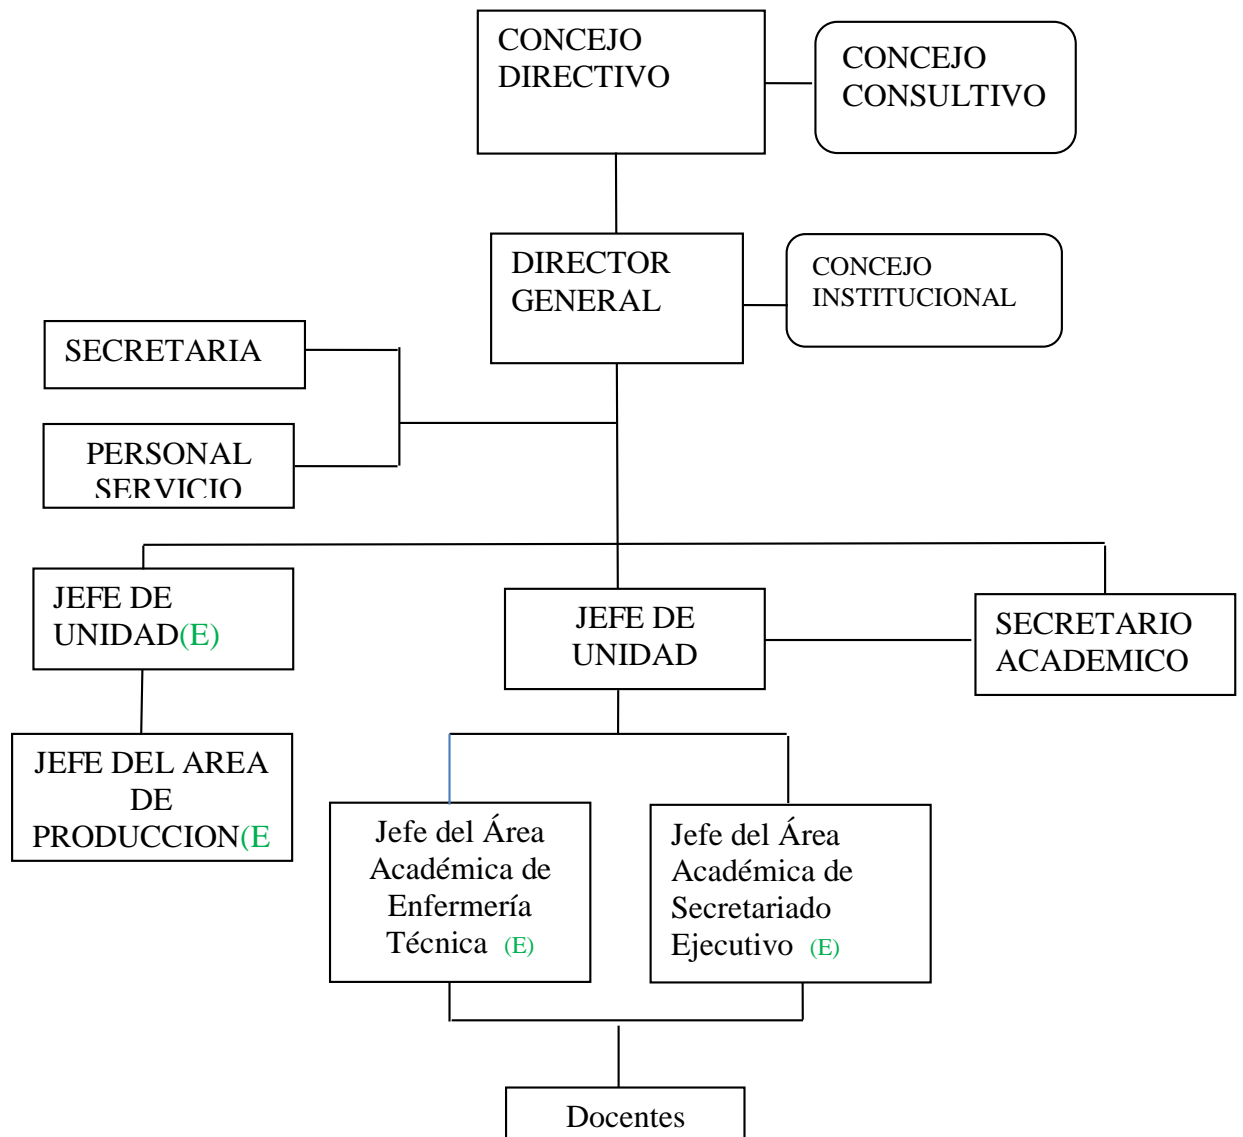 CONCEJO
DIRECTIVO
CONCEJO
CONSULTIVO
DIRECTOR
GENERAL
CONCEJO
INSTITUCIONAL
SECRETARIA
PERSONAL
SERVICIO
JEFE DE
UNIDAD(E)
JEFE DE
UNIDAD
SECRETARIO
ACADEMICO
JEFE DEL AREA
DE
PRODUCCION(E
Jefe del Área
Académica de
Enfermería
Técnica (E)
Jefe del Área
Académica de
Secretariado
Ejecutivo (E)
Docentes